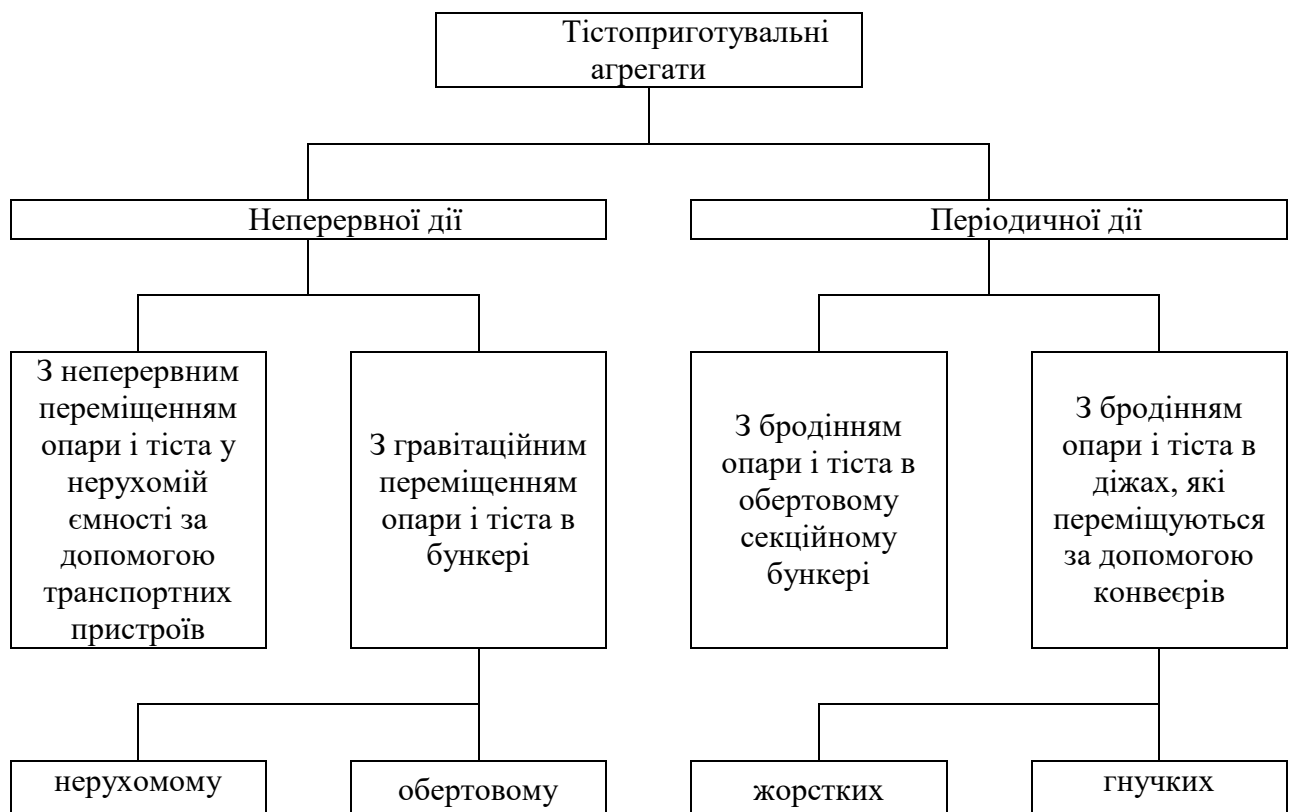 Тістоприготувальні
агрегати
Неперервної дії
Періодичної дії
З неперервним
переміщенням
опари і тіста у
нерухомій
ємності за
допомогою
транспортних
пристроїв
З гравітаційним
переміщенням
опари і тіста в
бункері
З бродінням
опари і тіста в
обертовому
секційному
бункері
З бродінням
опари і тіста в
діжах, які
переміщуються
за допомогою
конвеєрів
нерухомому
обертовому
жорстких
гнучких